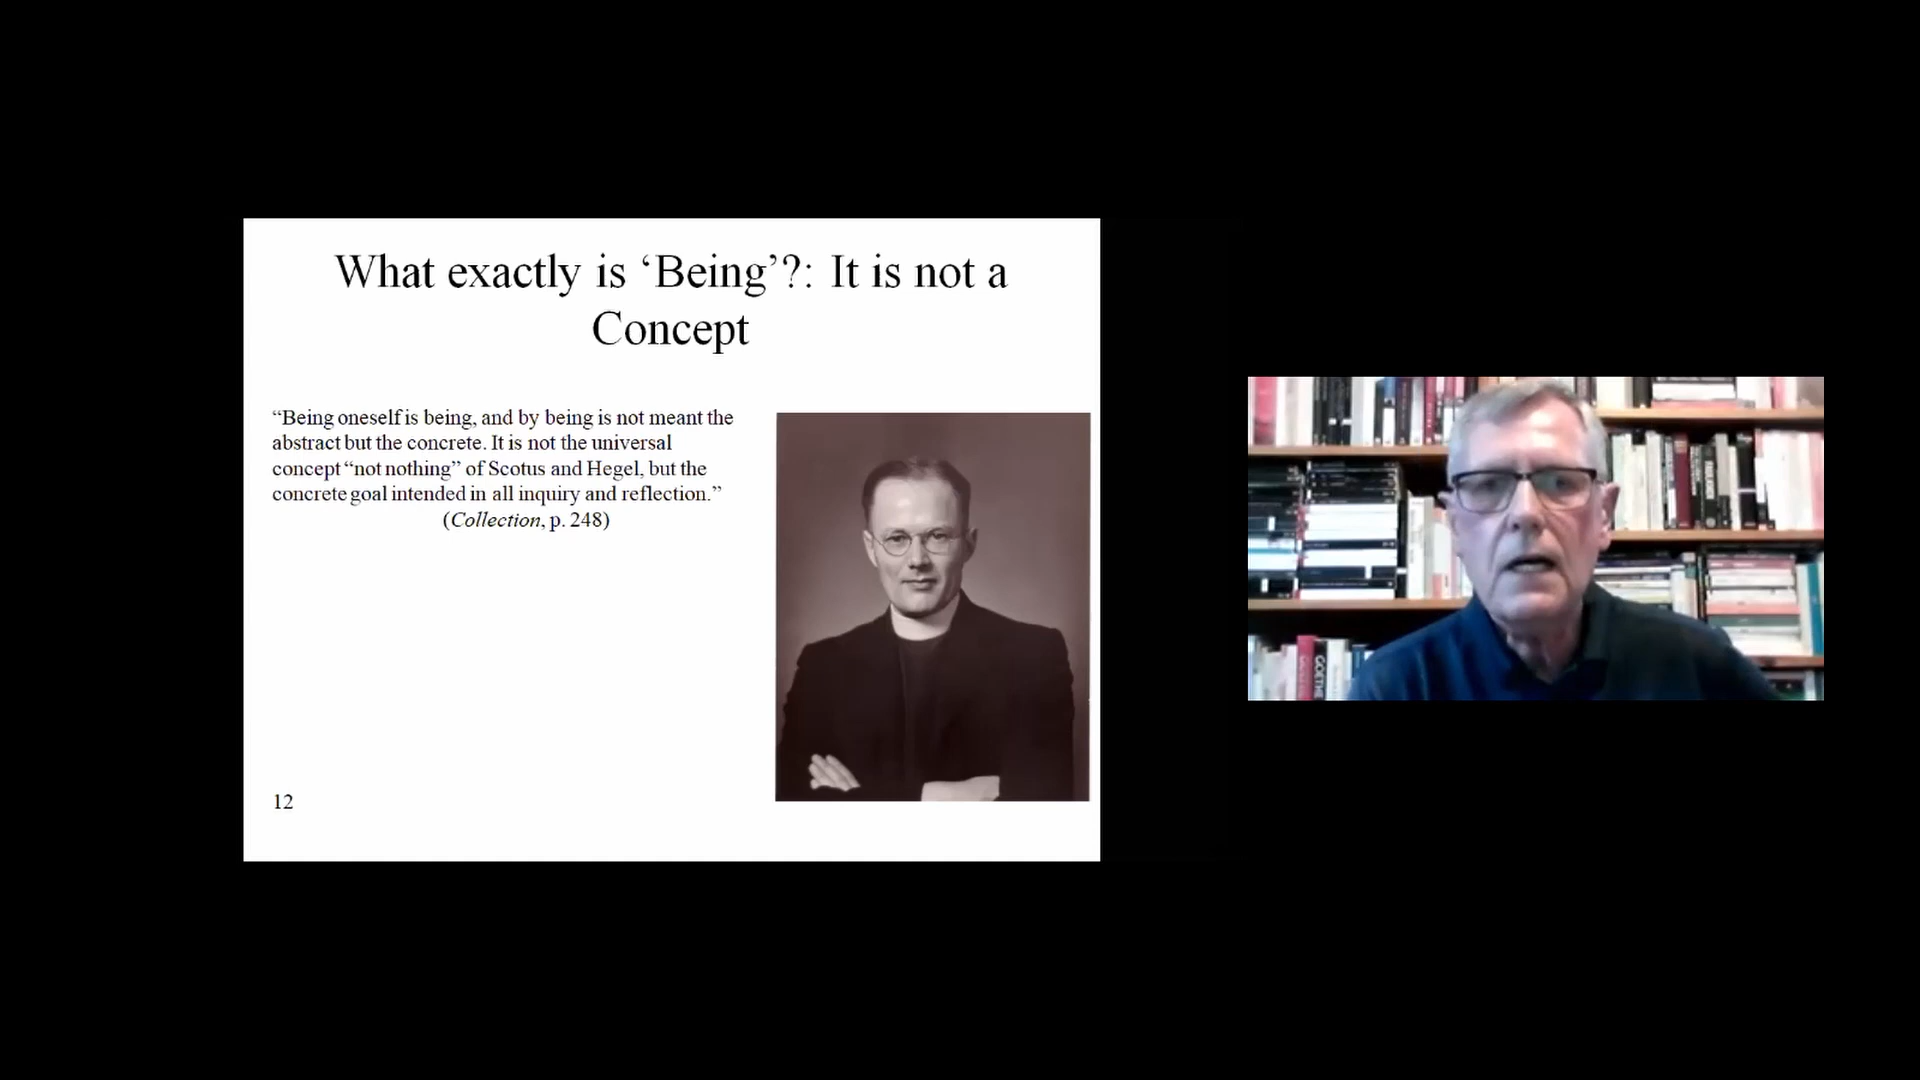 What exactly is ‘Being’?: It is not a
Concept
“Being oneself is being, and by being is not meant the
abstract but the concrete. It is not the universal
concept “not nothing” of Scotus and Hegel, but the
concrete goal intended in all inquiry and reflection.”
(Collection, p. 248)
12
GOETHE